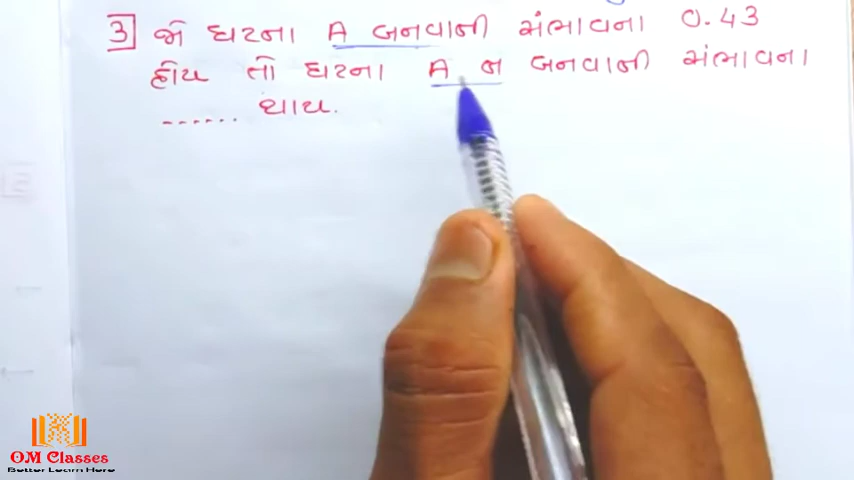 3 જો ઘટના A બનવાની સંભાવના 0.43
હોય તો ઘટના A ન બનવાની સંભાવના
...... થાય.
OM Classes
Better Learn Here